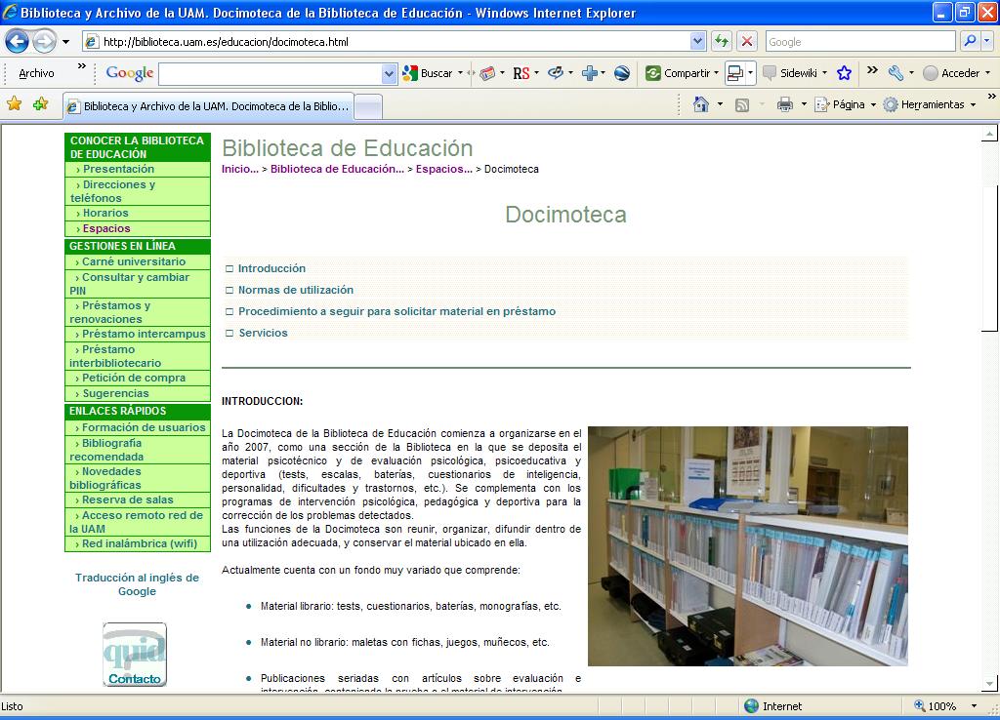 Biblioteca y Archivo de la UAM. Docimoteca de la Biblioteca de Educación - Windows Internet Explorer
http://biblioteca.uam.es/educacion/docimoteca.html
Google
Archivo
»
Google
Buscar
RS
Compartir
Sidewiki
»
Acceder
Biblioteca y Archivo de la UAM. Docimoteca de la Biblio...
Página
Herramientas
»
CONOCER LA BIBLIOTECA
DE EDUCACIÓN
› Presentación
› Direcciones y
teléfonos
› Horarios
› Espacios
GESTIONES EN LÍNEA
› Carné universitario
› Consultar y cambiar
PIN
› Préstamos y
renovaciones
› Préstamo intercampus
› Préstamo
interbibliotecario
› Petición de compra
› Sugerencias
ENLACES RÁPIDOS
› Formación de usuarios
› Bibliografía
recomendada
› Novedades
bibliográficas
› Reserva de salas
› Acceso remoto red de
la UAM
› Red inalámbrica (wifi)
Traducción al inglés de
Google
quid?
Contacto
Biblioteca de Educación
Inicio... > Biblioteca de Educación... > Espacios... > Docimoteca
Docimoteca
Introducción
Normas de utilización
Procedimiento a seguir para solicitar material en préstamo
Servicios
INTRODUCCION:
La Docimoteca de la Biblioteca de Educación comienza a organizarse en el
año 2007, como una sección de la Biblioteca en la que se deposita el
material psicotécnico y de evaluación psicológica, psicoeducativa y
deportiva (tests, escalas, baterías, cuestionarios de inteligencia,
personalidad, dificultades y trastornos, etc.). Se complementa con los
programas de intervención psicológica, pedagógica y deportiva para la
corrección de los problemas detectados.
Las funciones de la Docimoteca son reunir, organizar, difundir dentro de
una utilización adecuada, y conservar el material ubicado en ella.
Actualmente cuenta con un fondo muy variado que comprende:
• Material librario: tests, cuestionarios, baterías, monografías, etc.
• Material no librario: maletas con fichas, juegos, muñecos, etc.
• Publicaciones seriadas con artículos sobre evaluación e
intervención, conteniendo la prueba o el material de intervención
Listo
Internet
100%